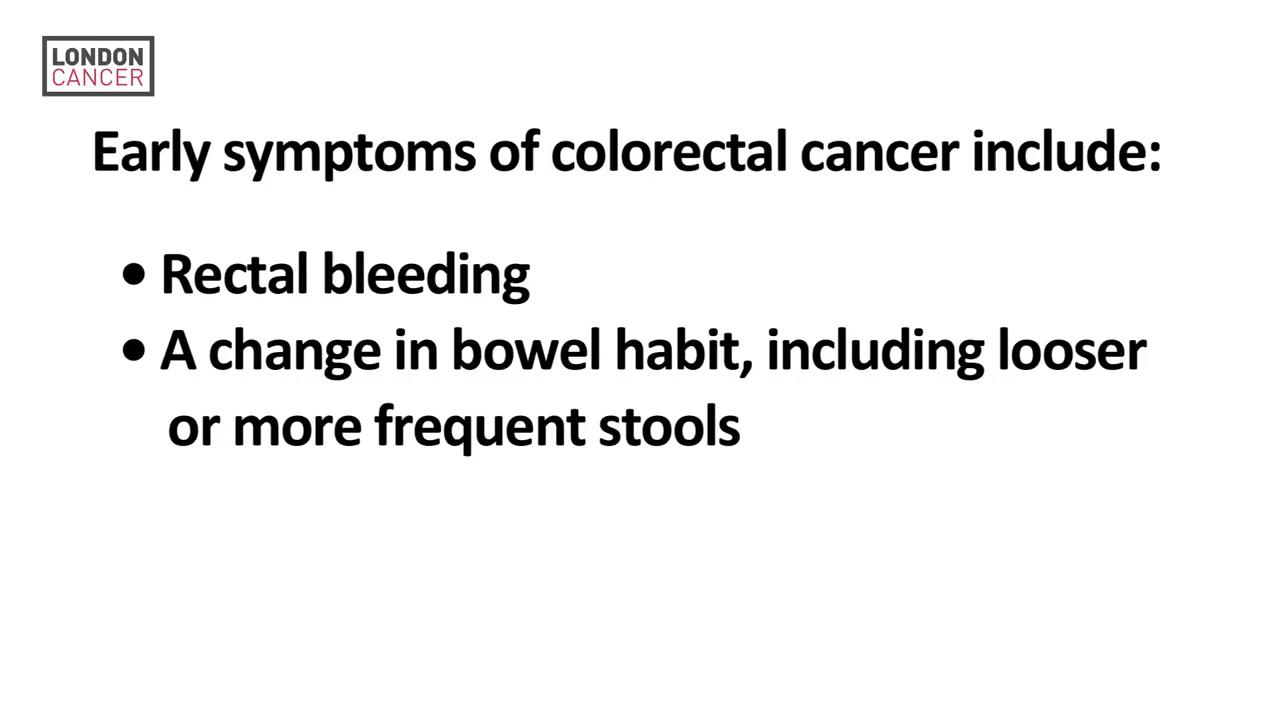 LONDON
CANCER
Early symptoms of colorectal cancer include:
• Rectal bleeding
• A change in bowel habit, including looser
or more frequent stools